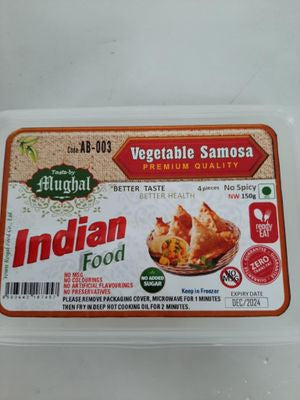 Code AB-003
Vegetable Samosa
PREMIUM QUALITY
Taste by
Mughal
BETTER TASTE
BETTER HEALTH
4 pieces
No Spicy
NW 150g
Indian
Food
ready
EAT
NO MSG
NO COLOURINGS
NO ARTIFICIAL FLAVOURINGS
NO PRESERVATIVES
NO ADDED
SUGAR
ZERO
Keep in Freezer
EXPIRY DATE
DEC/2024
PLEASE REMOVE PACKAGING COVER, MICROWAVE FOR 1 MINUTES
THEN FRY IN DEEP HOT COOKING OIL FOR 2 MINUTES.